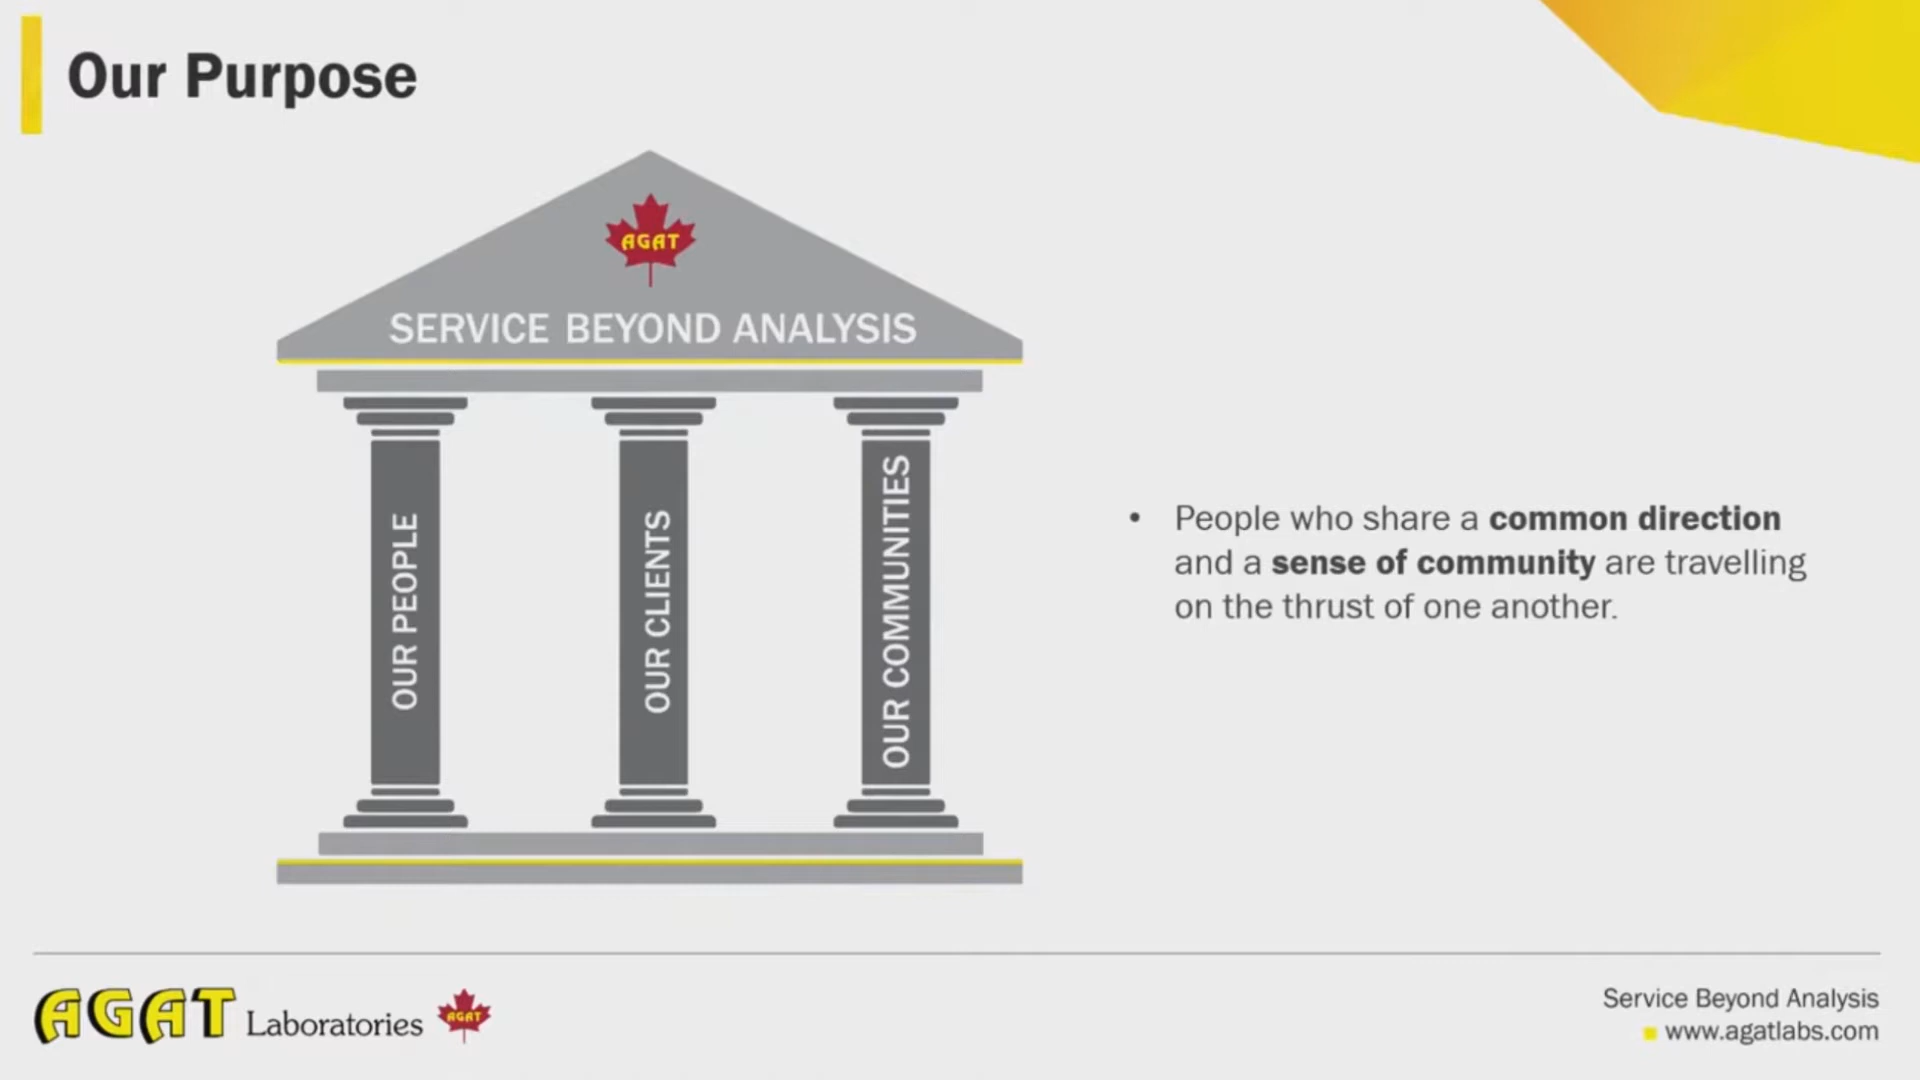 Our Purpose
AGAT
SERVICE BEYOND ANALYSIS
OUR PEOPLE
OUR CLIENTS
OUR COMMUNITIES
• People who share a common direction
and a sense of community are travelling
on the thrust of one another.
AGAT Laboratories AGAT
Service Beyond Analysis
www.agatlabs.com